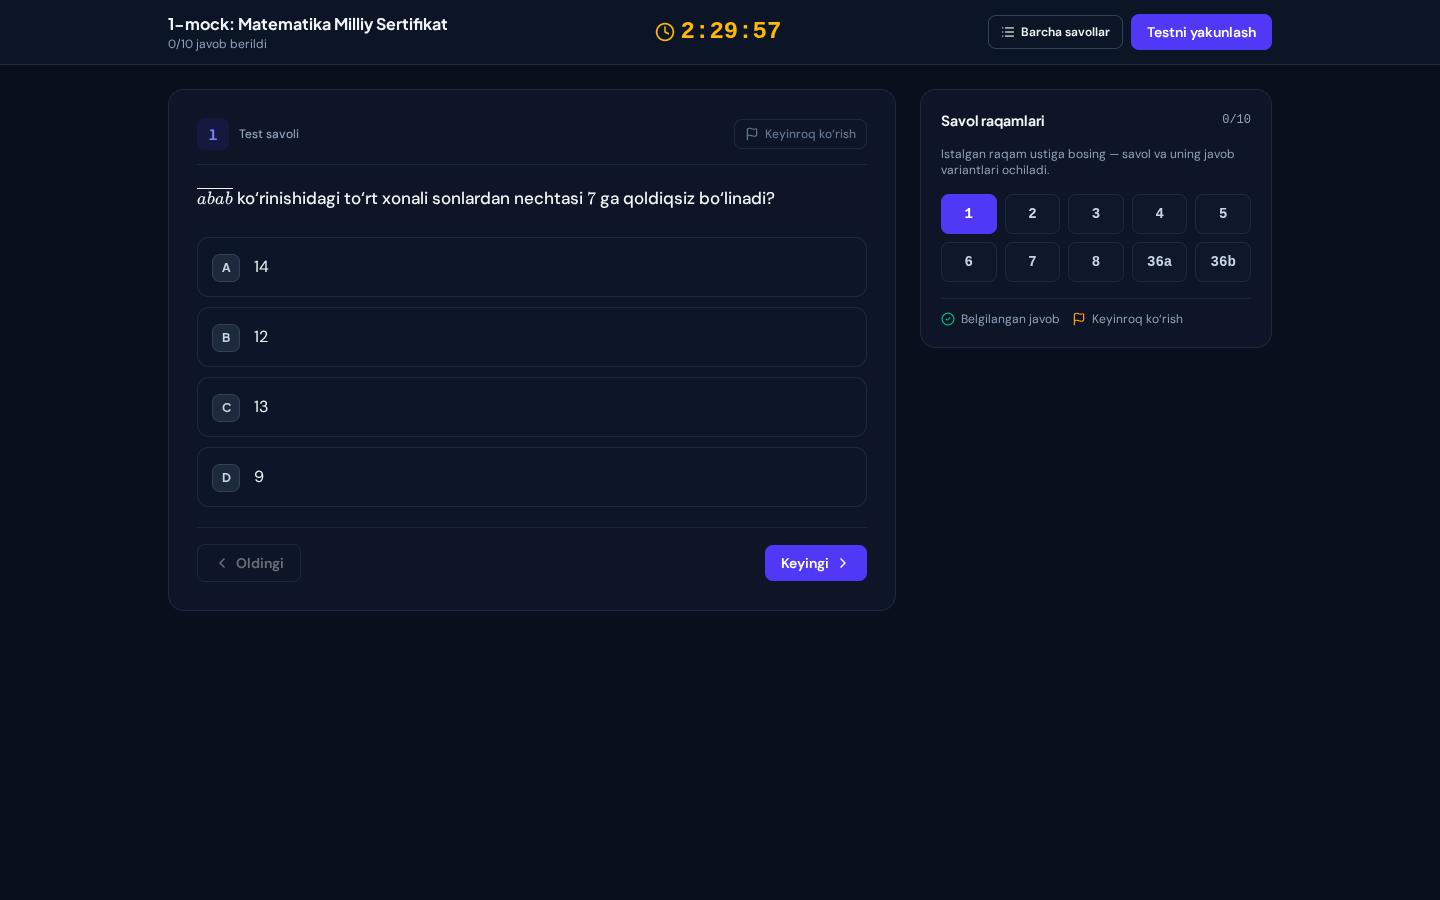 1-mock: Matematika Milliy Sertifikat
0/10 javob berildi
2:29:57
Barcha savollar
Testni yakunlash
1
Test savoli
Keyinroq ko‘rish
abab ko‘rinishidagi to‘rt xonali sonlardan nechtasi 7 ga qoldiqsiz bo‘linadi?
A 14
B 12
C 13
D 9
Oldingi
Keyingi
Savol raqamlari
0/10
Istalgan raqam ustiga bosing — savol va uning javob
variantlari ochiladi.
1 2 3 4 5
6 7 8 36a 36b
Belgilangan javob
Keyinroq ko‘rish